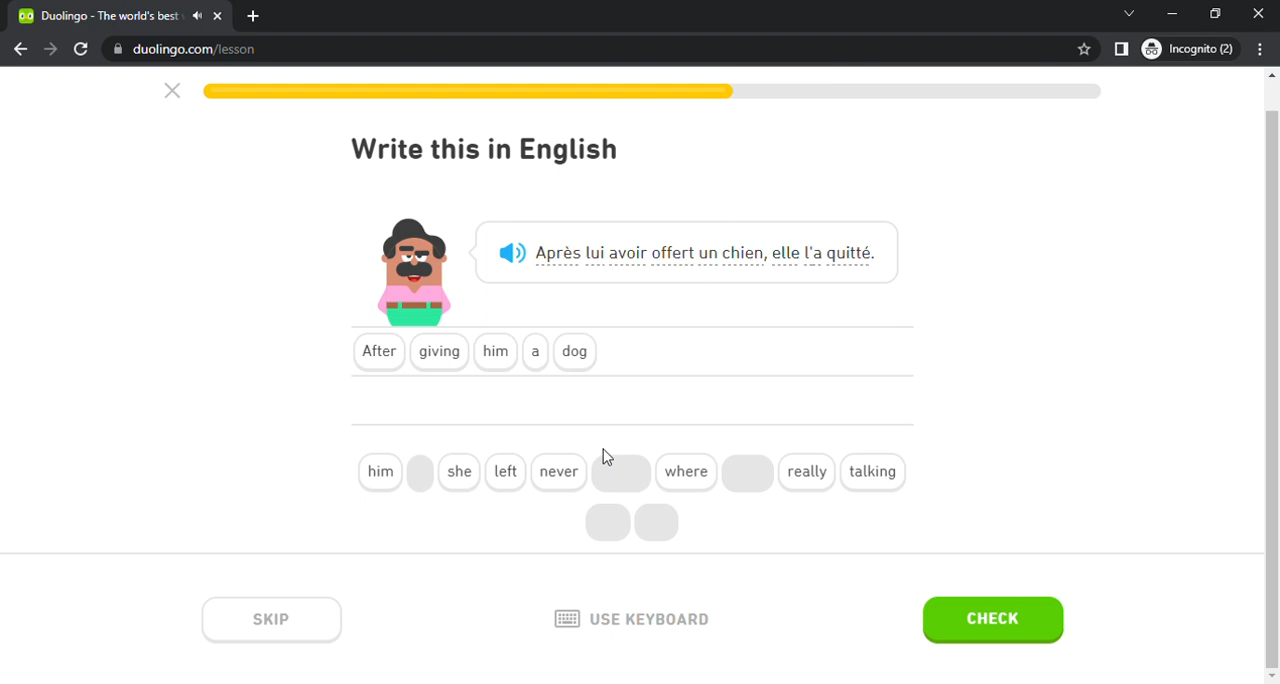 Duolingo - The world's best
duolingo.com/lesson
Incognito (2)
Write this in English
Après lui avoir offert un chien, elle l'a quitté.
After giving him a dog
him she left never where really talking
SKIP
USE KEYBOARD
CHECK